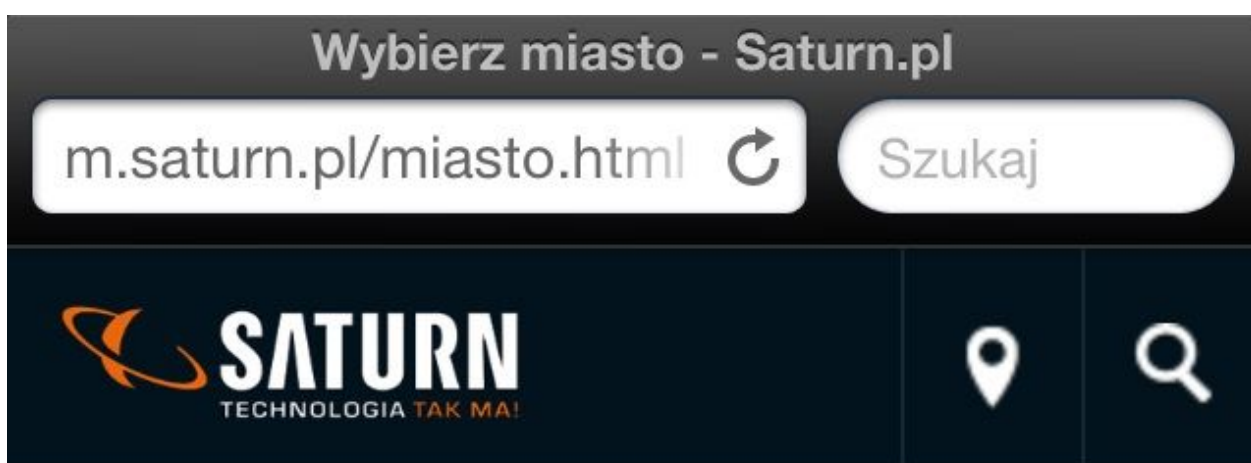 Wybierz miasto - Saturn.pl
m.saturn.pl/miasto.html
Szukaj
SATURN
TECHNOLOGIA TAK MA!